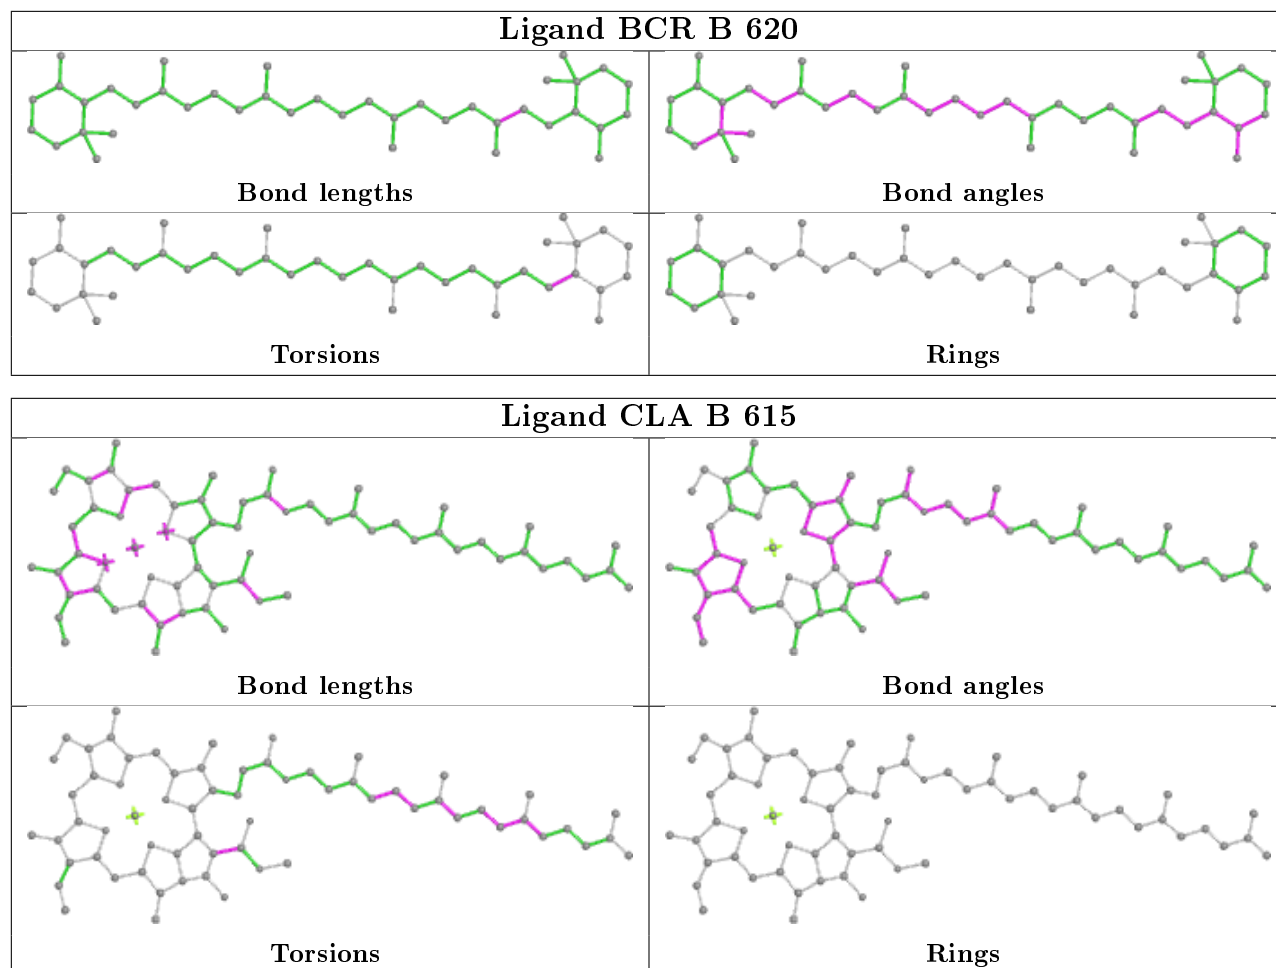 Ligand BCR B 620
Bond lengths
Bond angles
Torsions
Rings
Ligand CLA B 615
Bond lengths
Bond angles
Torsions
Rings